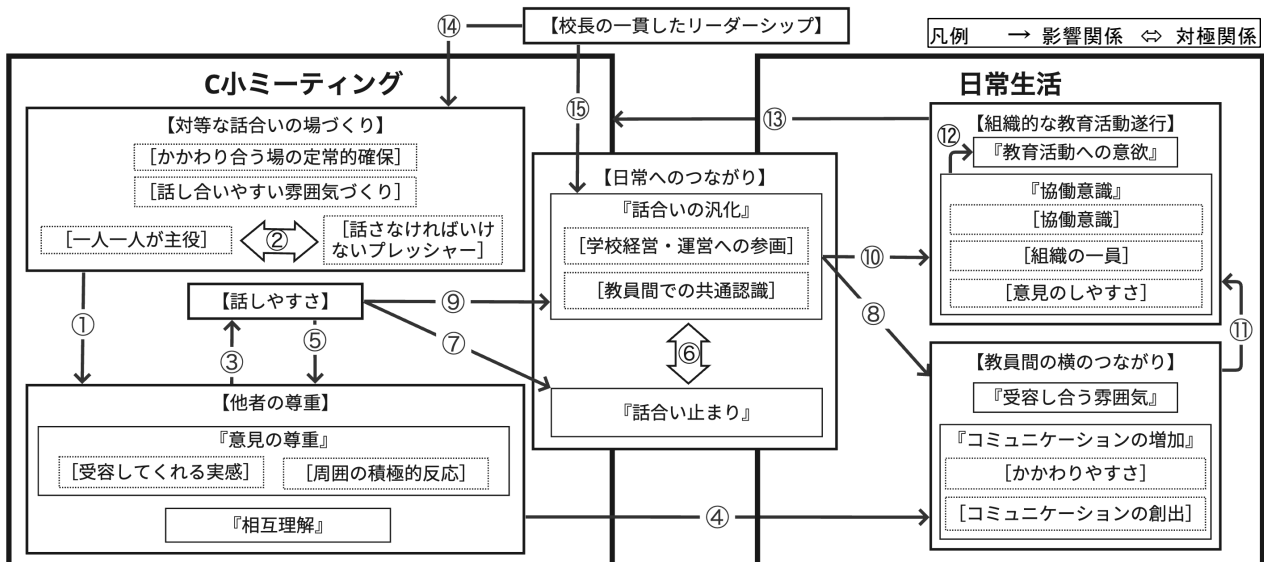 ⑭
【校長の一貫したリーダーシップ】
凡例 → 影響関係 ⇔ 対極関係
C小ミーティング
【対等な話合いの場づくり】
[かかわり合う場の定常的確保]
[話し合いやすい雰囲気づくり]
[一人一人が主役]
②
[話さなければいけ
ないプレッシャー]
①
【話しやすさ】
③
⑤
⑨
⑦
【他者の尊重】
『意見の尊重』
[受容してくれる実感]
[周囲の積極的反応]
『相互理解』
④
⑮
⑬
【日常へのつながり】
『話合いの汎化』
[学校経営・運営への参画]
[教員間での共通認識]
⑥
『話合い止まり』
⑩
⑧
日常生活
【組織的な教育活動遂行】
⑫
『教育活動への意欲』
『協働意識』
[協働意識]
[組織の一員]
[意見のしやすさ]
⑪
【教員間の横のつながり】
『受容し合う雰囲気』
『コミュニケーションの増加』
[かかわりやすさ]
[コミュニケーションの創出]